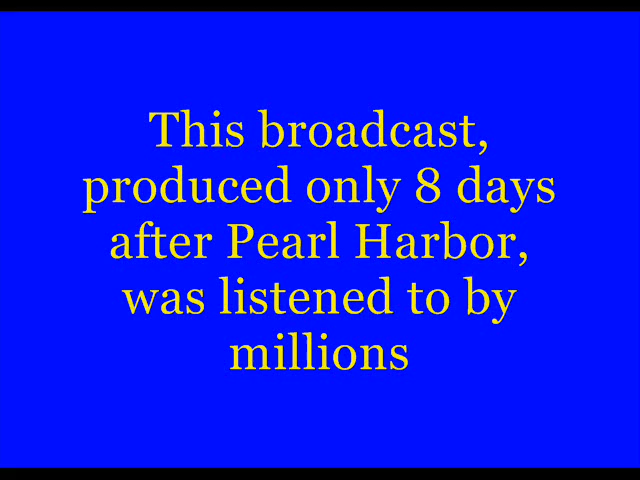 This broadcast,
produced only 8 days
after Pearl Harbor,
was listened to by
millions